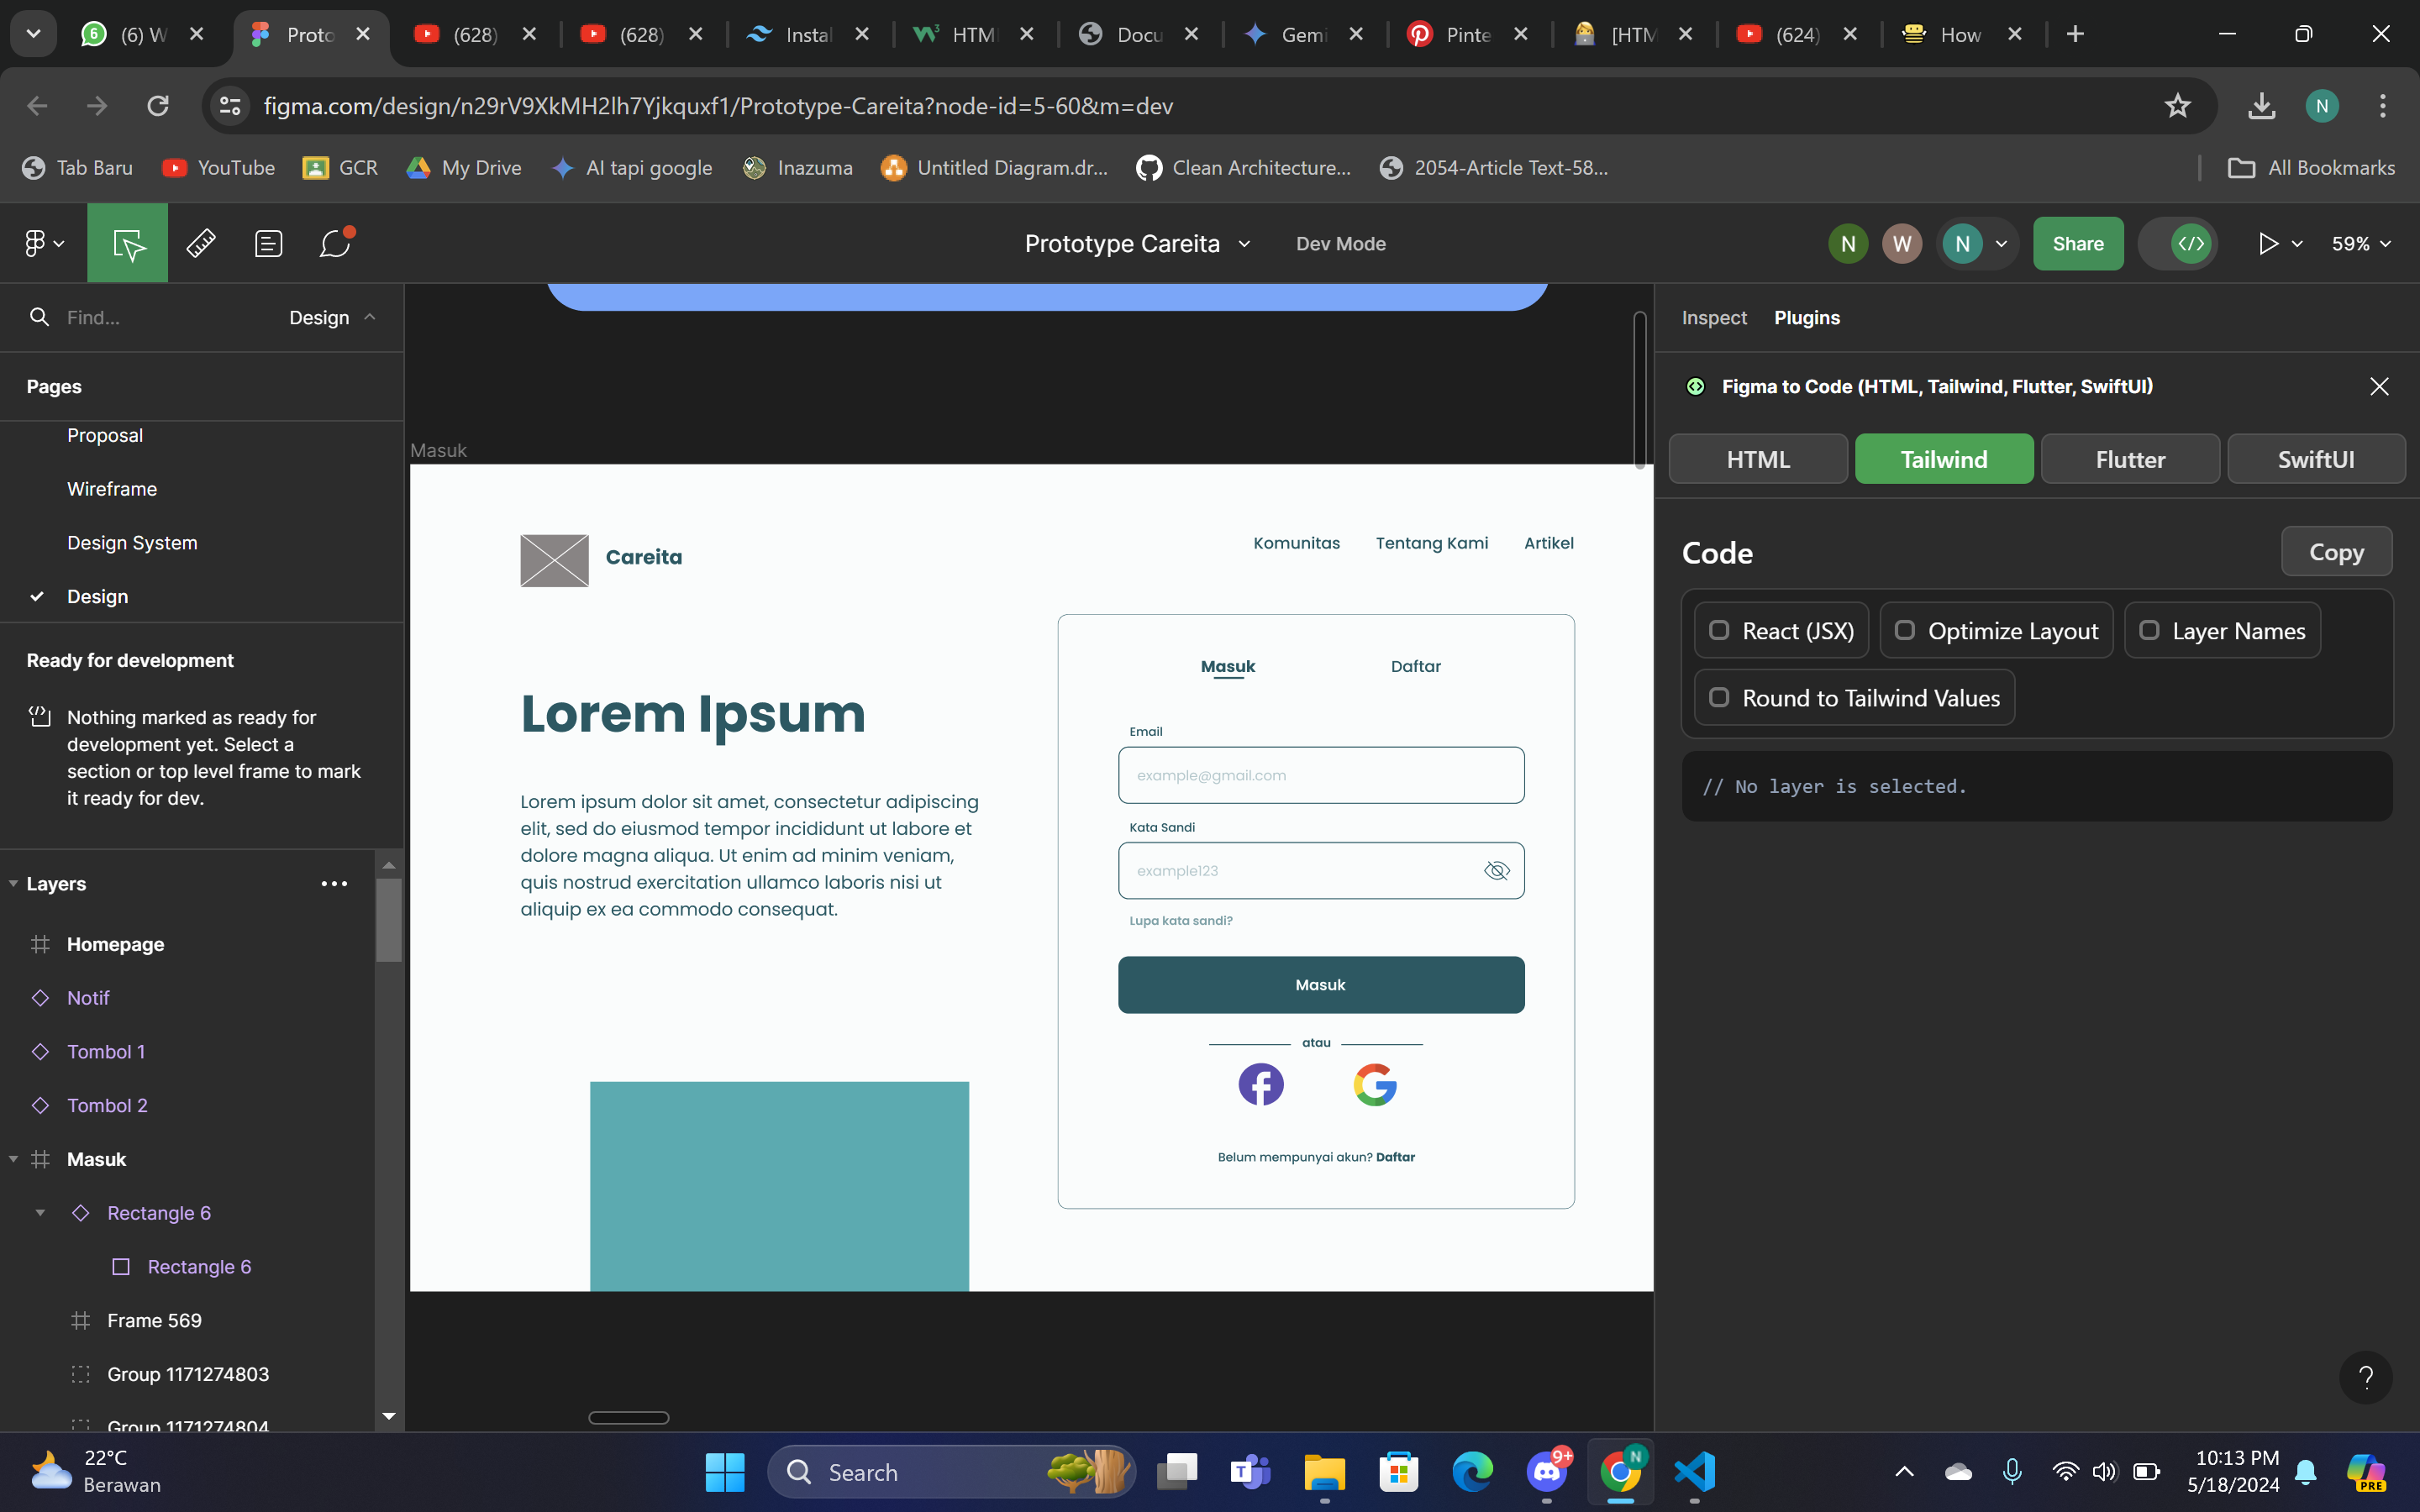 (6) W
Proto
(628)
(628)
Instal
HTM
Docu
Gemi
Pinte
[HTM
(624)
How
figma.com/design/n29rV9XkMH2lh7Yjkquxf1/Prototype-Careita?node-id=5-60&m=dev
N
Tab Baru
YouTube
GCR
My Drive
AI tapi google
Inazuma
Untitled Diagram.dr...
Clean Architecture...
2054-Article Text-58...
All Bookmarks
Prototype Careita
Dev Mode
N
W
N
Share
59%
Find...
Design
Pages
Proposal
Wireframe
Design System
Design
Ready for development
Nothing marked as ready for
development yet. Select a
section or top level frame to mark
it ready for dev.
Layers
Homepage
Notif
Tombol 1
Tombol 2
Masuk
Rectangle 6
Rectangle 6
Frame 569
Group 1171274803
Group 1171274804
Masuk
Careita
Komunitas
Tentang Kami
Artikel
Lorem Ipsum
Lorem ipsum dolor sit amet, consectetur adipiscing
elit, sed do eiusmod tempor incididunt ut labore et
dolore magna aliqua. Ut enim ad minim veniam,
quis nostrud exercitation ullamco laboris nisi ut
aliquip ex ea commodo consequat.
Masuk
Daftar
Email
example@gmail.com
Kata Sandi
example123
Lupa kata sandi?
Masuk
atau
Belum mempunyai akun? Daftar
Inspect
Plugins
Figma to Code (HTML, Tailwind, Flutter, SwiftUI)
HTML
Tailwind
Flutter
SwiftUI
Code
Copy
React (JSX)
Optimize Layout
Layer Names
Round to Tailwind Values
// No layer is selected.
?
22°C
Berawan
Search
9+
N
10:13 PM
5/18/2024
PRE